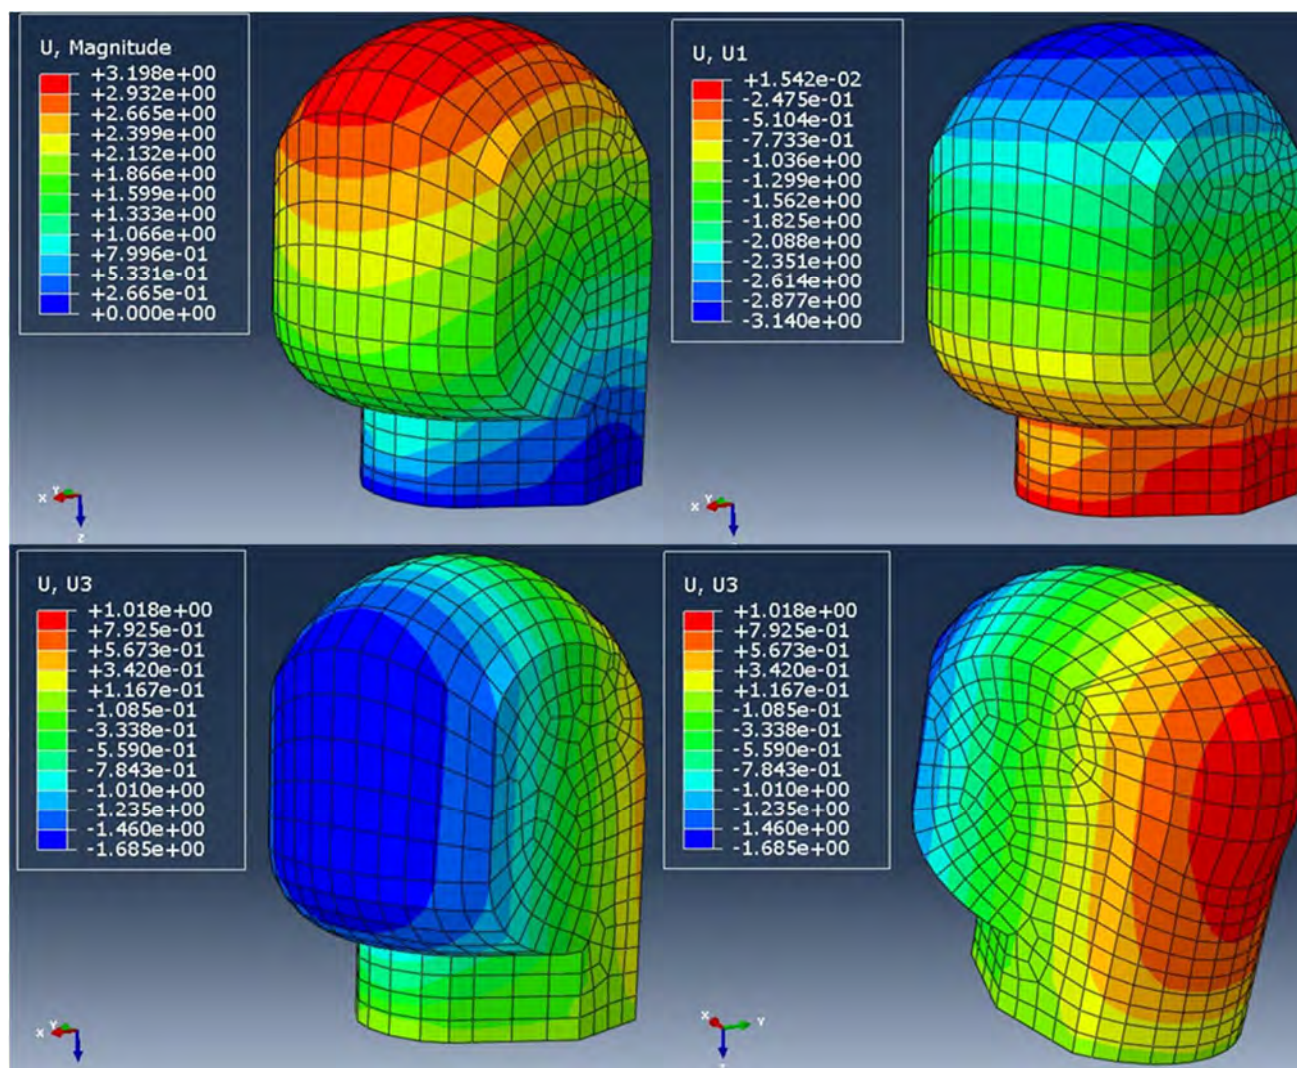 U, Magnitude
+3.198e+00
+2.932e+00
+2.665e+00
+2.399e+00
+2.132e+00
+1.866e+00
+1.599e+00
+1.333e+00
+1.066e+00
+7.996e-01
+5.331e-01
+2.665e-01
+0.000e+00
X Y
Z
U, U1
+1.542e-02
-2.475e-01
-5.104e-01
-7.733e-01
-1.036e+00
-1.299e+00
-1.562e+00
-1.825e+00
-2.088e+00
-2.351e+00
-2.614e+00
-2.877e+00
-3.140e+00
X Y
U, U3
+1.018e+00
+7.925e-01
+5.673e-01
+3.420e-01
+1.167e-01
-1.085e-01
-3.338e-01
-5.590e-01
-7.843e-01
-1.010e+00
-1.235e+00
-1.460e+00
-1.685e+00
X Y
U, U3
+1.018e+00
+7.925e-01
+5.673e-01
+3.420e-01
+1.167e-01
-1.085e-01
-3.338e-01
-5.590e-01
-7.843e-01
-1.010e+00
-1.235e+00
-1.460e+00
-1.685e+00
X Y